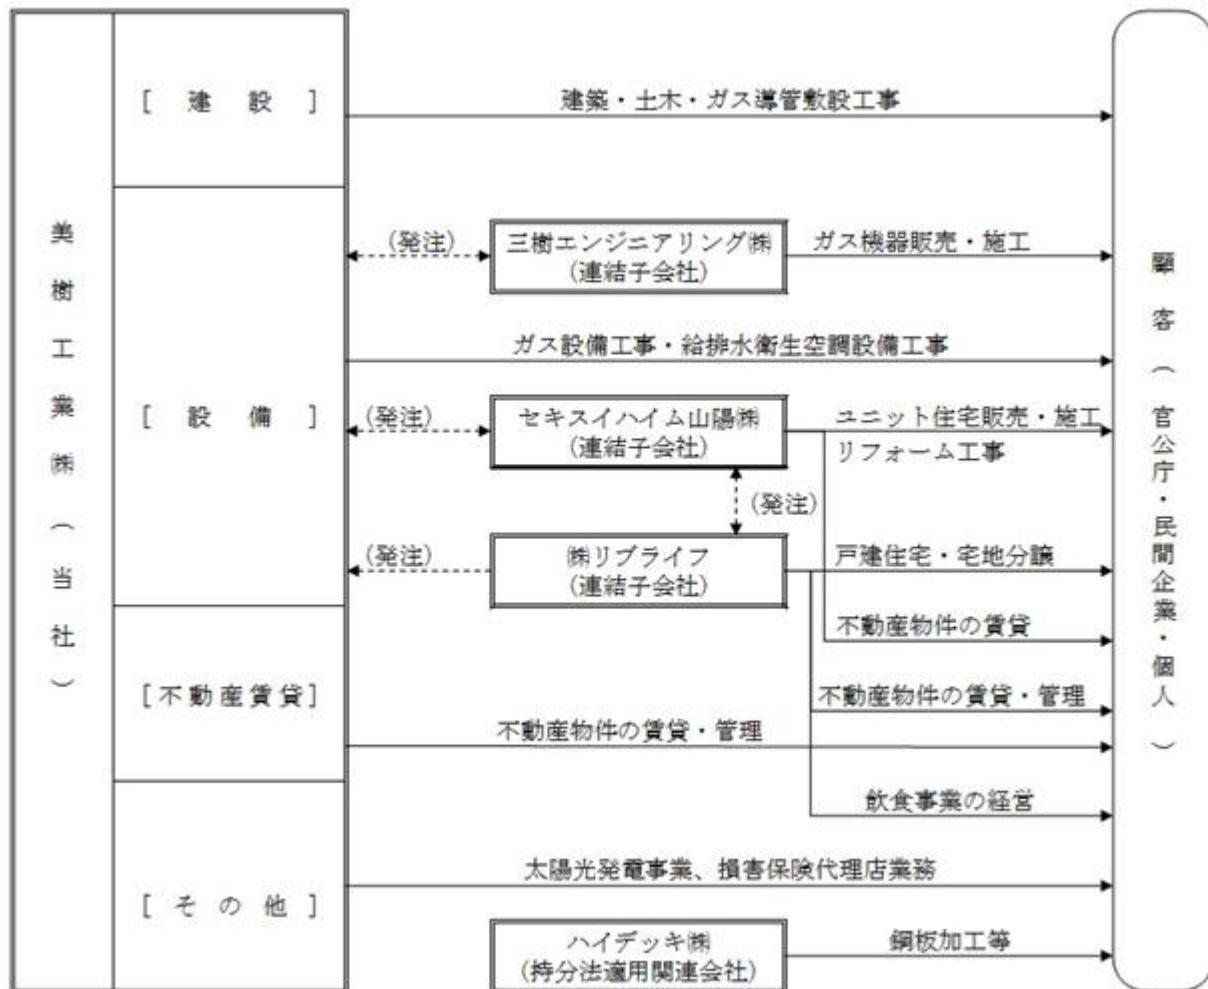 美樹工業㈱（当社）
[建設]
建築・土木・ガス導管敷設工事
(発注)
三樹エンジニアリング㈱
(連結子会社)
ガス機器販売・施工
ガス設備工事・給排水衛生空調設備工事
[設備]
(発注)
セキスイハイム山陽㈱
(連結子会社)
ユニット住宅販売・施工
リフォーム工事
(発注)
(発注)
㈱リブライフ
(連結子会社)
戸建住宅・宅地分譲
不動産物件の賃貸
[不動産賃貸]
不動産物件の賃貸・管理
不動産物件の賃貸・管理
飲食事業の経営
太陽光発電事業、損害保険代理店業務
[その他]
ハイデッキ㈱
(持分法適用関連会社)
鋼板加工等
顧客（官公庁・民間企業・個人）